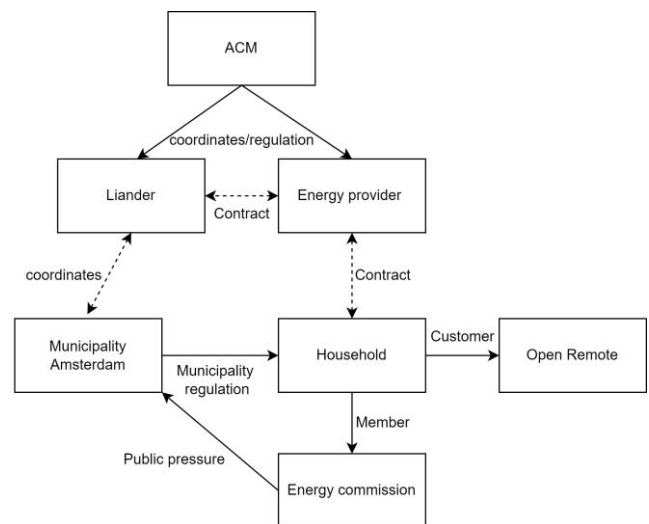 ACM
coordinates/regulation
Liander
Contract
Energy provider
coordinates
Contract
Municipality
Amsterdam
Municipality
regulation
Household
Customer
Open Remote
Member
Public pressure
Energy commission